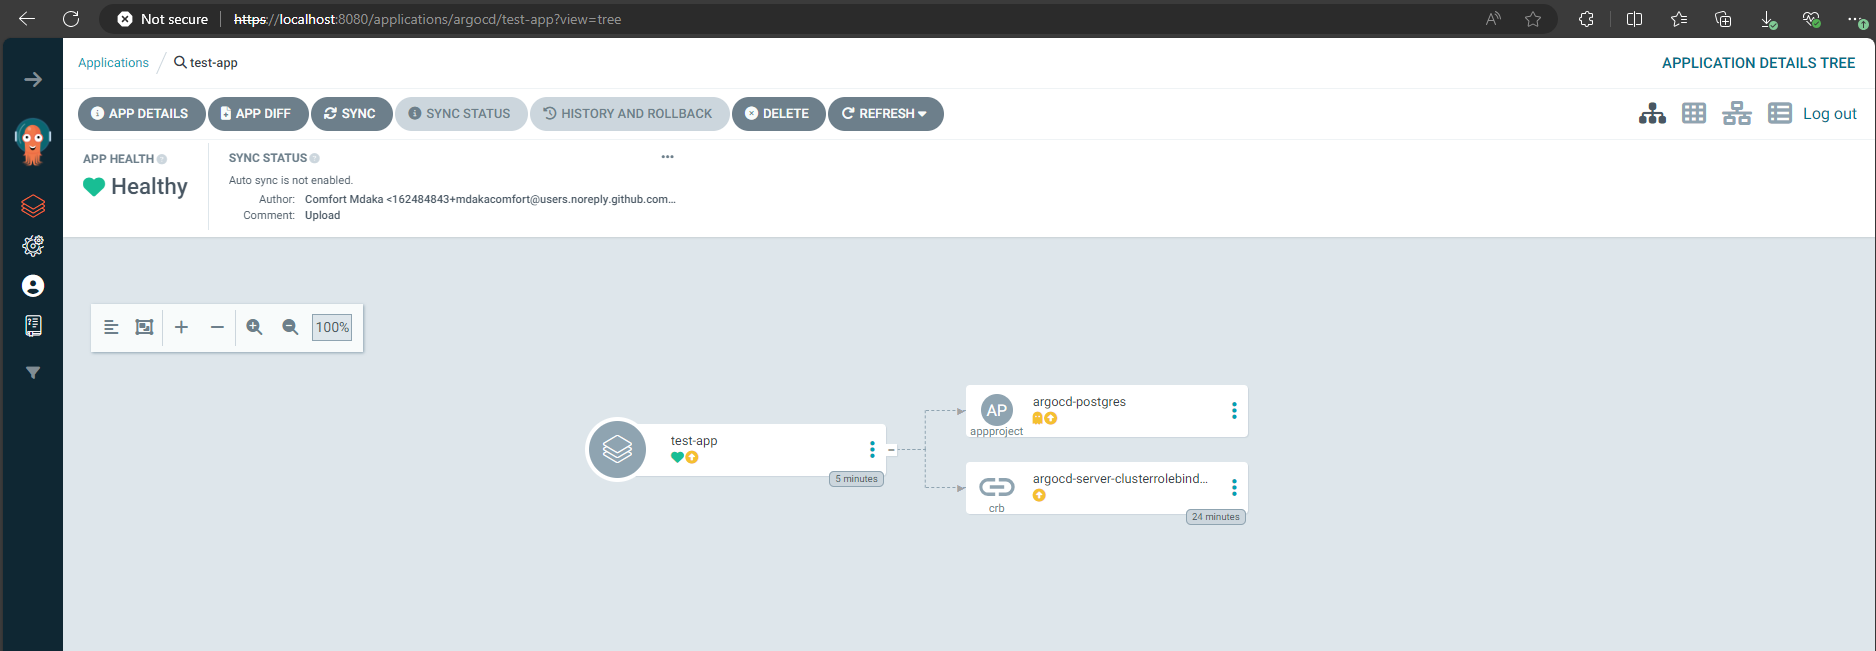 Not secure https://localhost:8080/applications/argocd/test-app?view=tree
Applications / test-app
APPLICATION DETAILS TREE
APP DETAILS APP DIFF SYNC SYNC STATUS HISTORY AND ROLLBACK DELETE REFRESH
Log out
APP HEALTH
Healthy
SYNC STATUS
Auto sync is not enabled.
Author: Comfort Mdaka <162484843+mdakacomfort@users.noreply.github.com...
Comment: Upload
100%
test-app
5 minutes
AP
appproject
argocd-postgres
argocd-server-clusterrolebind...
crb
24 minutes